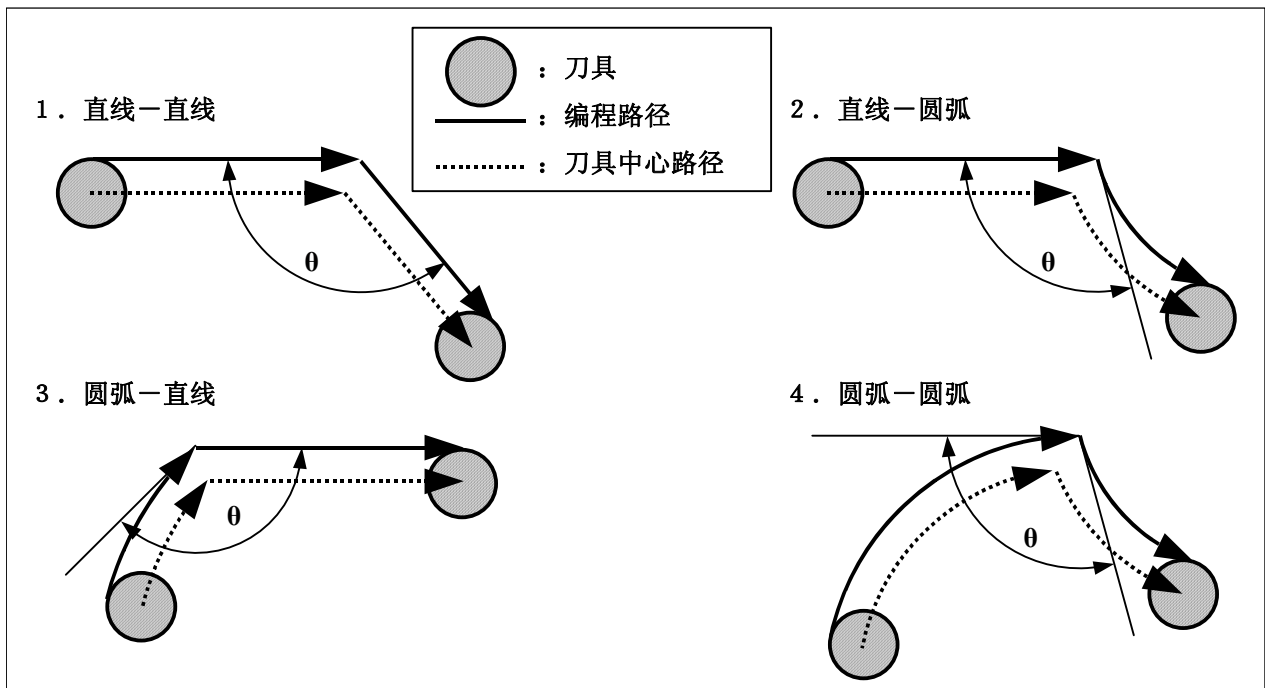 ：刀具
：编程路径
：刀具中心路径
１．直线－直线
θ
２．直线－圆弧
θ
３．圆弧－直线
θ
４．圆弧－圆弧
θ